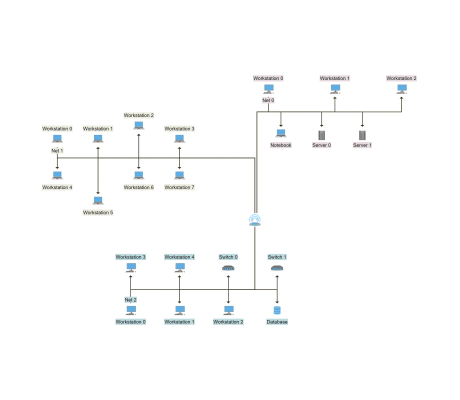 Workstation 0 Workstation 1 Workstation 2
Net 0
Notebook Server 0 Server 1
Workstation 2
Workstation 0 Workstation 1 Workstation 3
Net 1
Workstation 4 Workstation 6 Workstation 7
Workstation 5
Workstation 3 Workstation 4 Switch 0 Switch 1
Net 2
Workstation 0 Workstation 1 Workstation 2 Database